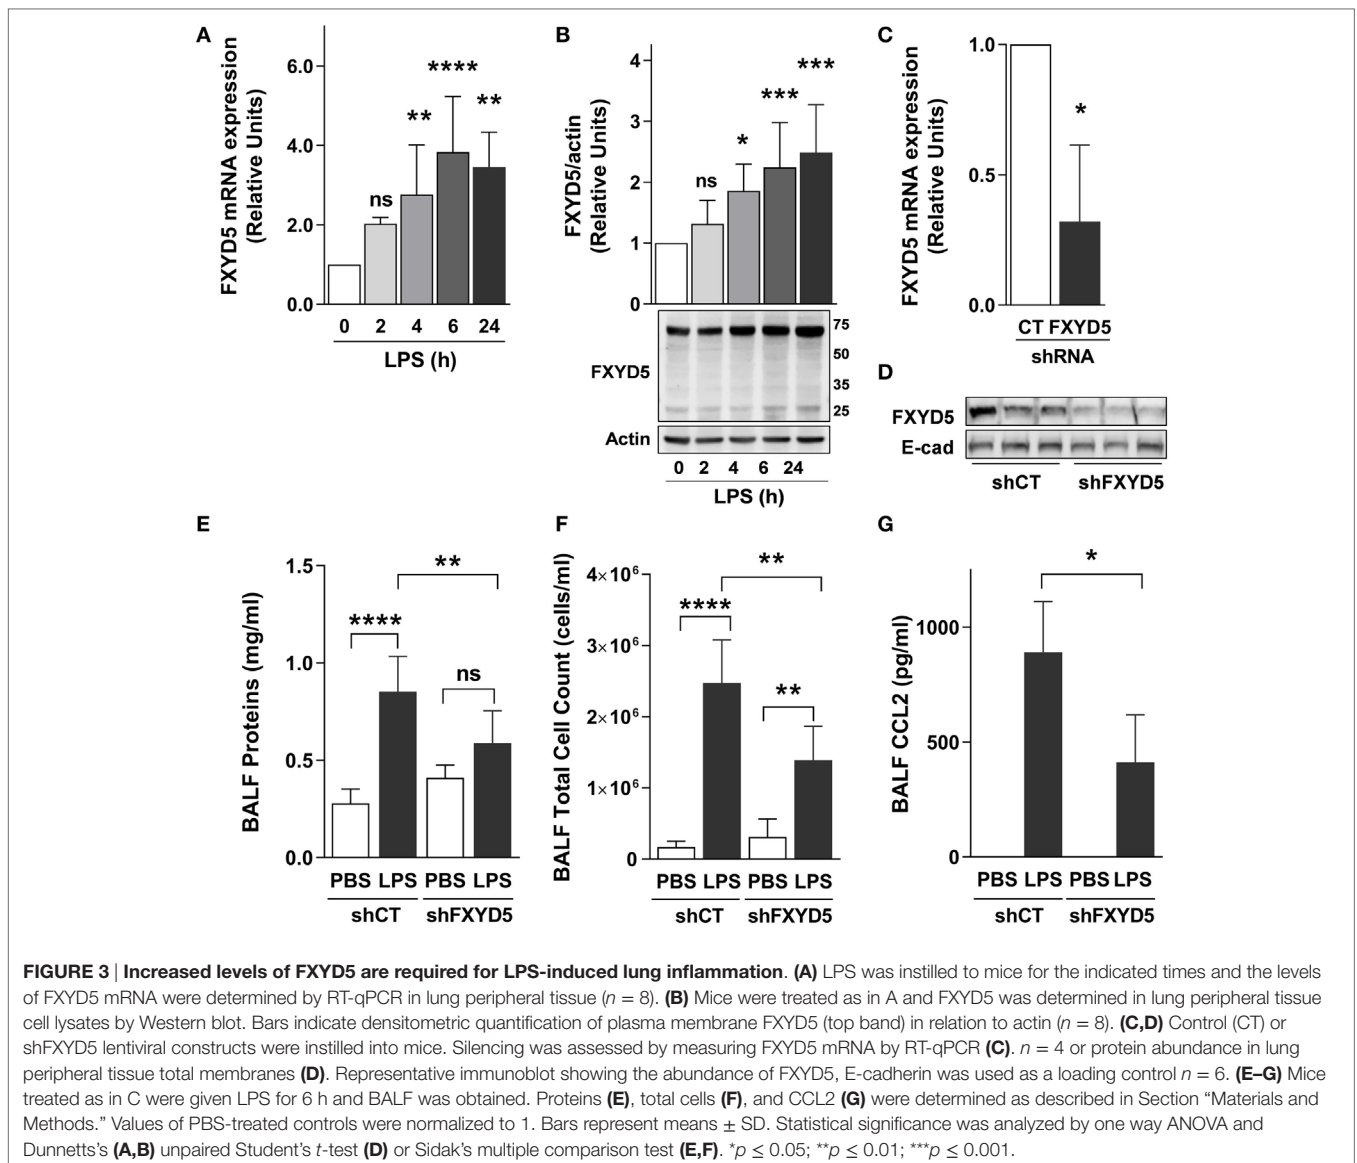 A
FXYD5 mRNA expression
(Relative Units)
6.0
4.0
2.0
0.0
ns
**
****
**
0 2 4 6 24
LPS (h)
B
FXYD5/actin
(Relative Units)
4
3
2
1
0
ns
*
***
***
FXYD5
75
50
35
25
Actin
0 2 4 6 24
LPS (h)
C
FXYD5 mRNA expression
(Relative Units)
1.0
0.5
0.0
*
CT FXYD5
shRNA
D
FXYD5
E-cad
shCT shFXYD5
E
BALF Proteins (mg/ml)
1.5
1.0
0.5
0.0
**
****
ns
PBS LPS PBS LPS
shCT shFXYD5
F
BALF Total Cell Count (cells/ml)
4×10⁶
3×10⁶
2×10⁶
1×10⁶
0
**
****
**
PBS LPS PBS LPS
shCT shFXYD5
G
BALF CCL2 (pg/ml)
1000
500
0
*
PBS LPS PBS LPS
shCT shFXYD5
FIGURE 3 | Increased levels of FXYD5 are required for LPS-induced lung inflammation. (A) LPS was instilled to mice for the indicated times and the levels
of FXYD5 mRNA were determined by RT-qPCR in lung peripheral tissue (n = 8). (B) Mice were treated as in A and FXYD5 was determined in lung peripheral tissue
cell lysates by Western blot. Bars indicate densitometric quantification of plasma membrane FXYD5 (top band) in relation to actin (n = 8). (C,D) Control (CT) or
shFXYD5 lentiviral constructs were instilled into mice. Silencing was assessed by measuring FXYD5 mRNA by RT-qPCR (C). n = 4 or protein abundance in lung
peripheral tissue total membranes (D). Representative immunoblot showing the abundance of FXYD5, E-cadherin was used as a loading control n = 6. (E–G) Mice
treated as in C were given LPS for 6 h and BALF was obtained. Proteins (E), total cells (F), and CCL2 (G) were determined as described in Section “Materials and
Methods.” Values of PBS-treated controls were normalized to 1. Bars represent means ± SD. Statistical significance was analyzed by one way ANOVA and
Dunnetts’s (A,B) unpaired Student’s t-test (D) or Sidak’s multiple comparison test (E,F). *p ≤ 0.05; **p ≤ 0.01; ***p ≤ 0.001.